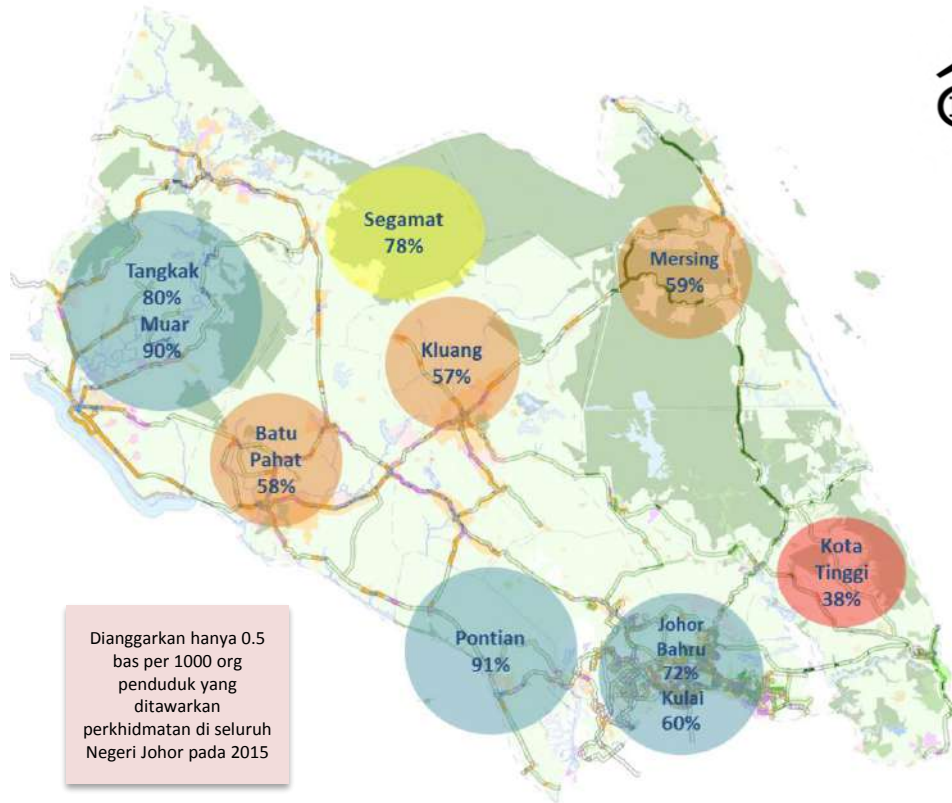 Segamat
78%
Mersing
59%
Tangkak
80%
Muar
90%
Kluang
57%
Batu
Pahat
58%
Kota
Tinggi
38%
Pontian
91%
Johor
Bahru
72%
Kulai
60%
Dianggarkan hanya 0.5
bas per 1000 org
penduduk yang
ditawarkan
perkhidmatan di seluruh
Negeri Johor pada 2015